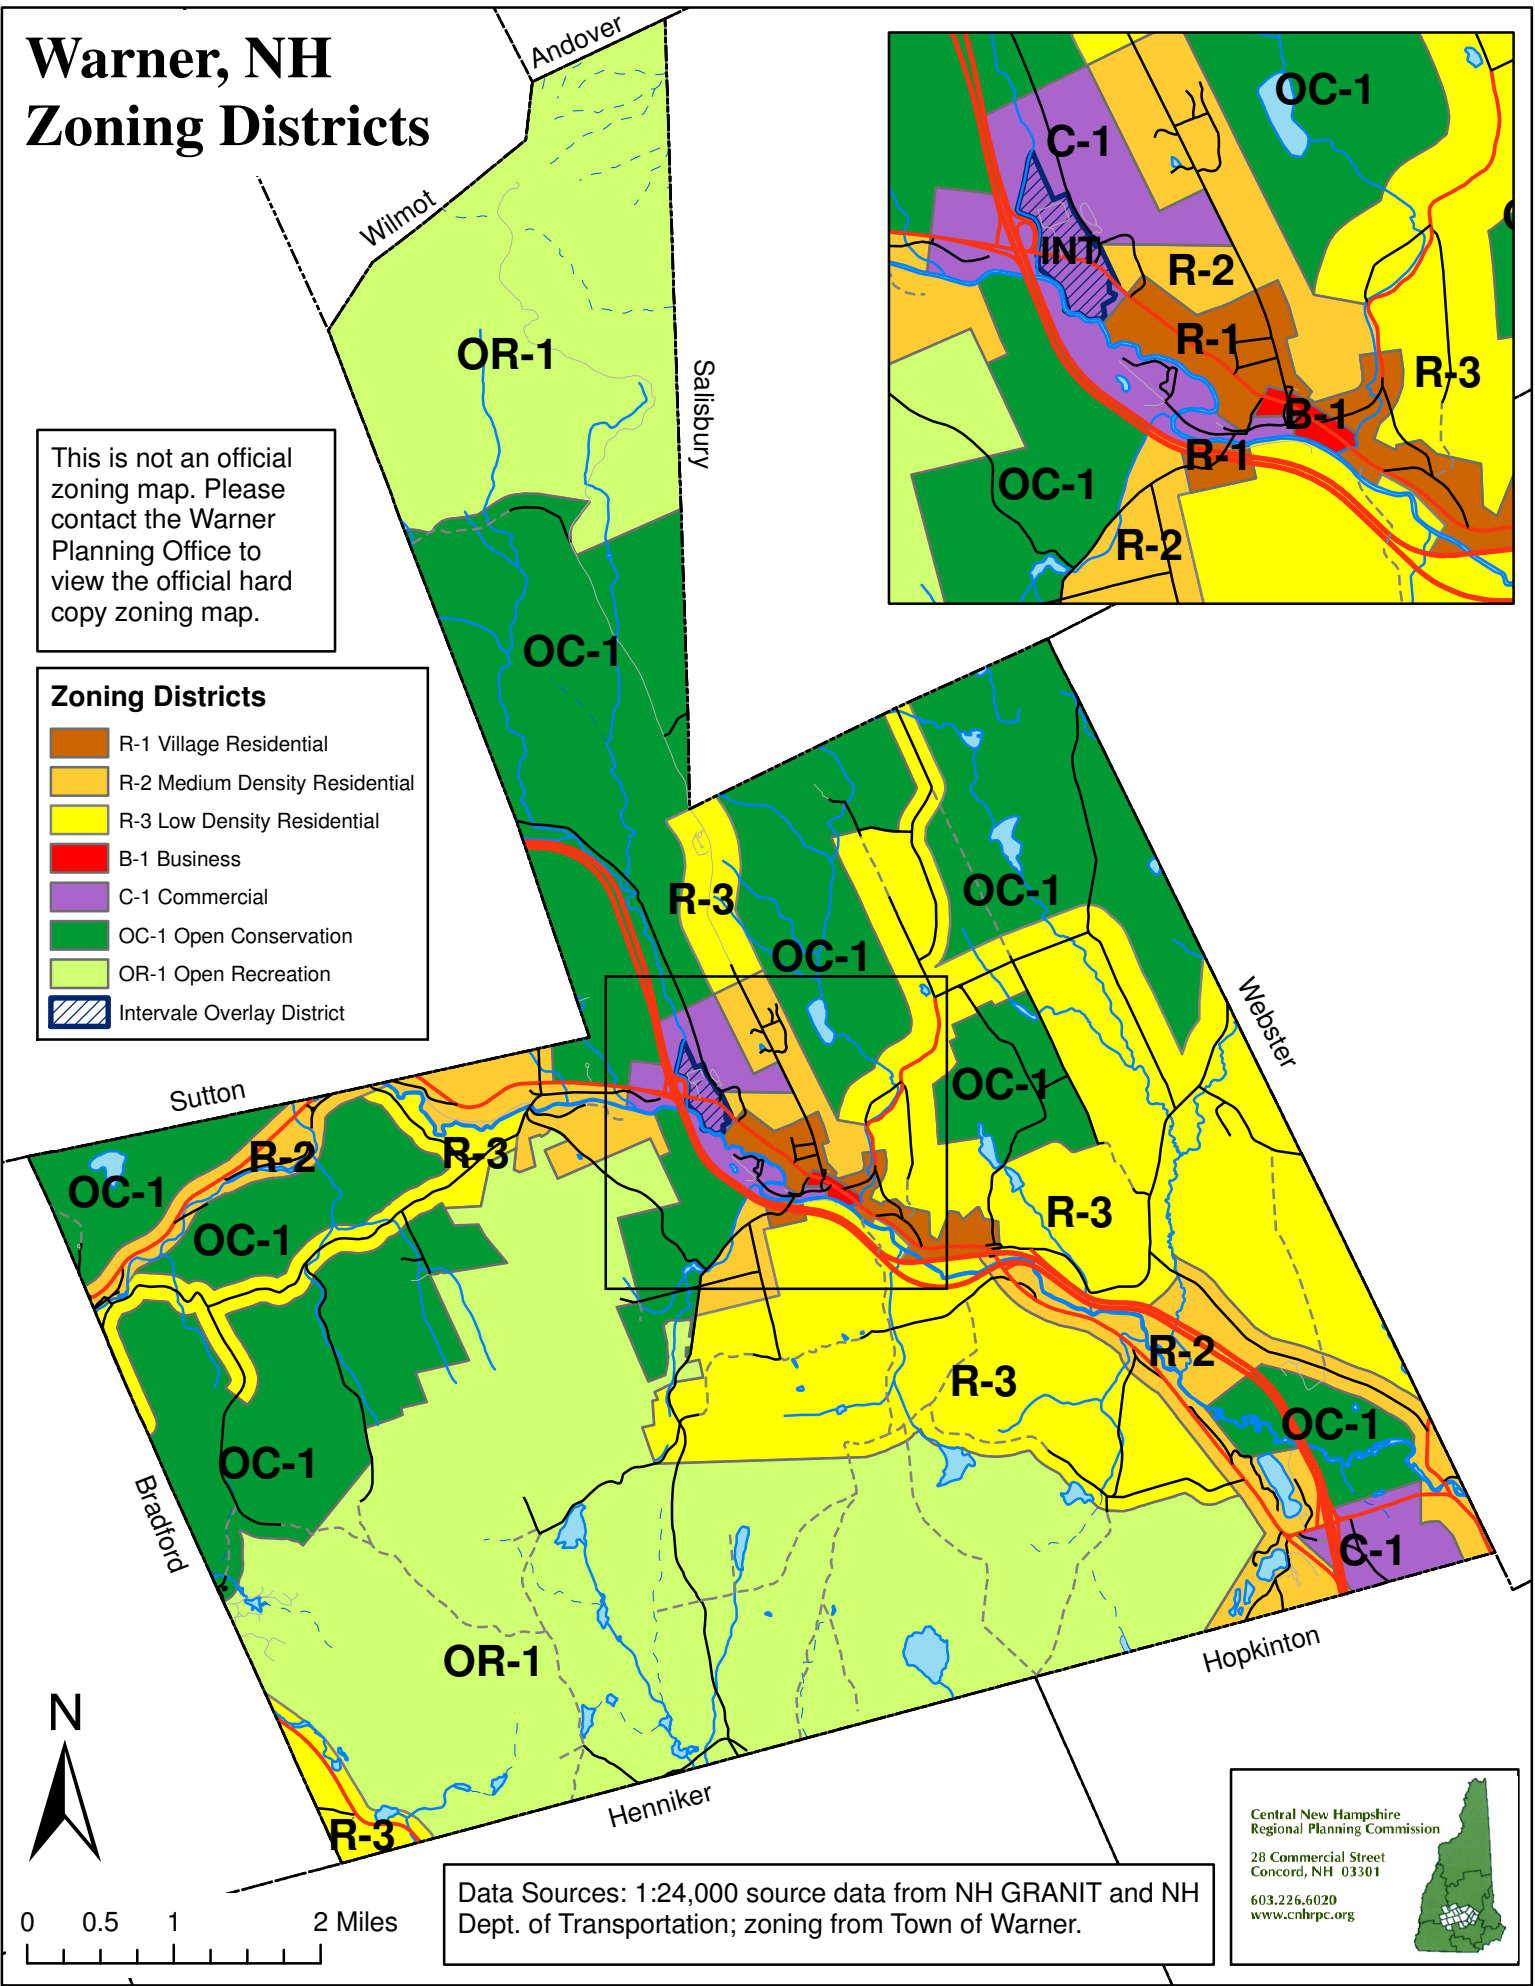 Warner, NH
Zoning Districts
Andover
Wilmot
Salisbury
OR-1
OC-1
This is not an official
zoning map. Please
contact the Warner
Planning Office to
view the official hard
copy zoning map.
Zoning Districts
R-1 Village Residential
R-2 Medium Density Residential
R-3 Low Density Residential
B-1 Business
C-1 Commercial
OC-1 Open Conservation
OR-1 Open Recreation
Intervale Overlay District
OC-1
C-1
INT
R-2
R-1
R-3
B-1
R-1
OC-1
R-2
R-3
OC-1
OC-1
OC-1
Webster
Sutton
R-2
R-3
OC-1
OC-1
R-3
R-2
R-3
OC-1
OC-1
Bradford
C-1
OR-1
Hopkinton
Henniker
R-3
N
0 0.5 1 2 Miles
Data Sources: 1:24,000 source data from NH GRANIT and NH
Dept. of Transportation; zoning from Town of Warner.
Central New Hampshire
Regional Planning Commission
28 Commercial Street
Concord, NH 03301
603.226.6020
www.cnhrpc.org